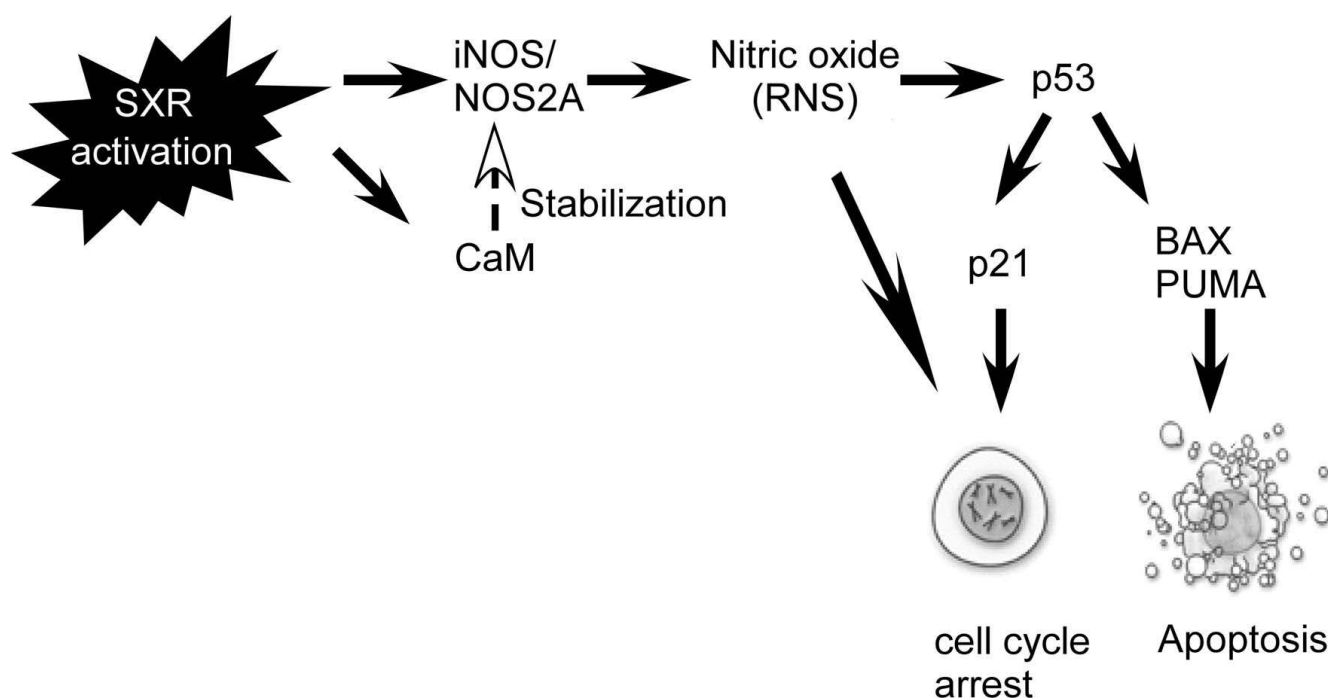 SXR
activation
iNOS/
NOS2A
Nitric oxide
(RNS)
p53
Stabilization
CaM
p21
BAX
PUMA
cell cycle
arrest
Apoptosis